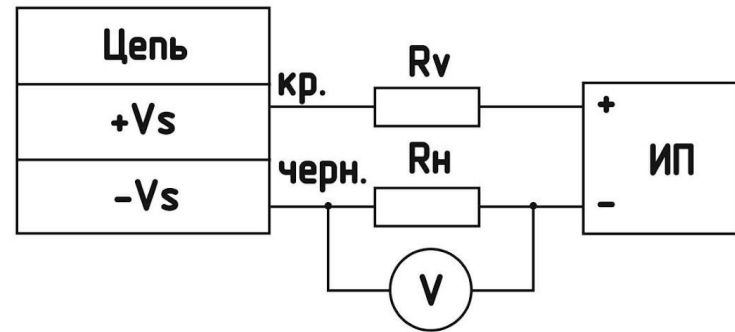 Цепь
+Vs
-Vs
кр.
черн.
Rv
Rн
V
+
-
ИП